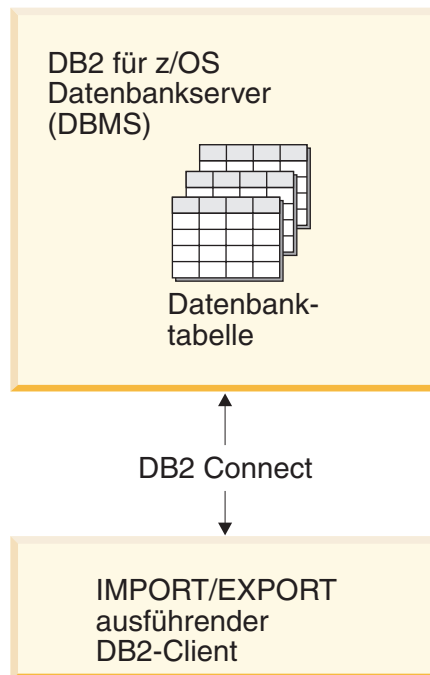 DB2 für z/OS
Datenbankserver
(DBMS)
Datenbank-
tabelle
DB2 Connect
IMPORT/EXPORT
ausführender
DB2-Client